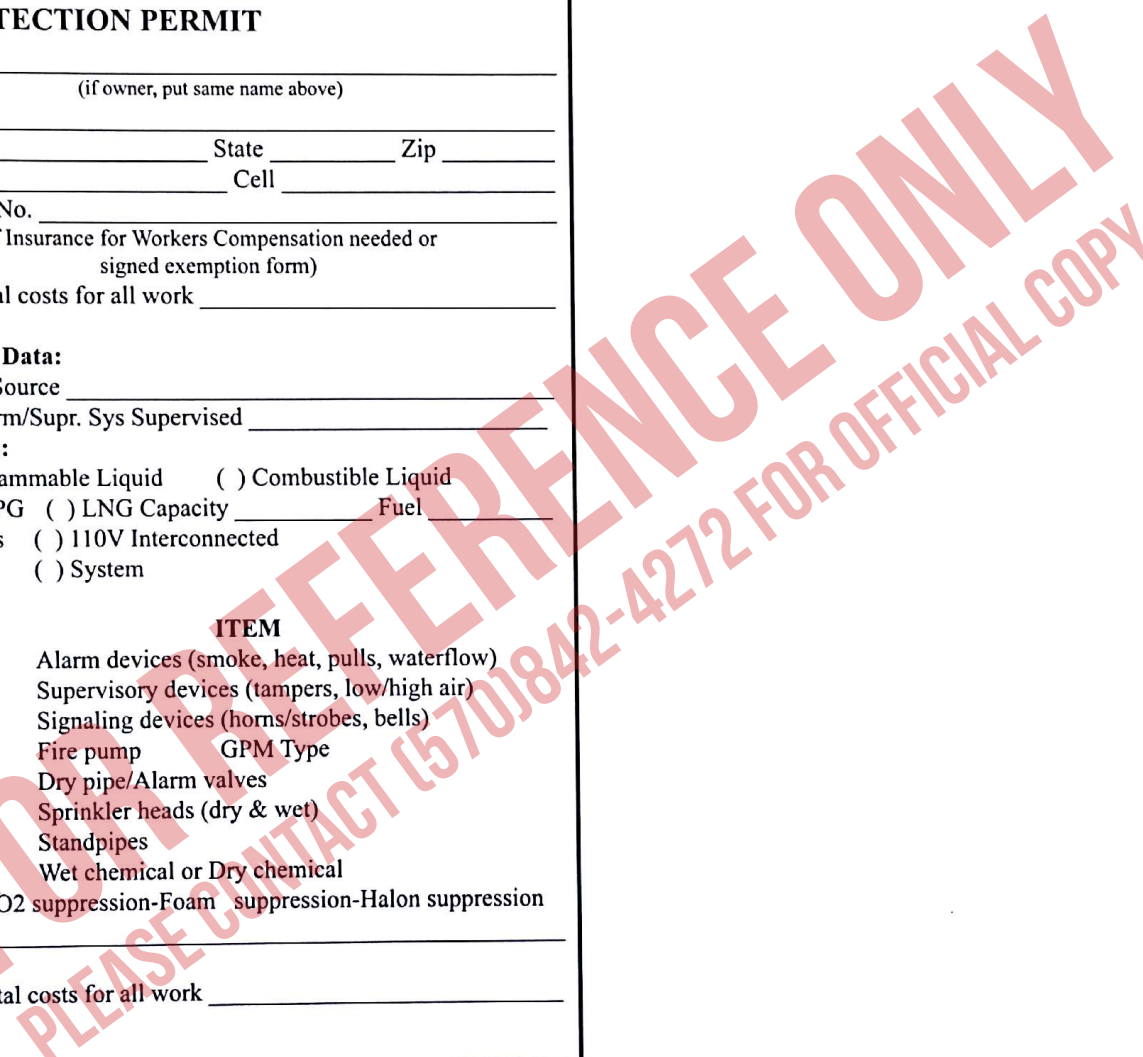 TECTION PERMIT
(if owner, put same name above)
State Zip
Cell
No.
Insurance for Workers Compensation needed or
signed exemption form)
al costs for all work
Data:
Source
rm/Supr. Sys Supervised
:
ammable Liquid ( ) Combustible Liquid
PG ( ) LNG Capacity Fuel
s ( ) 110V Interconnected
( ) System
ITEM
Alarm devices (smoke, heat, pulls, waterflow)
Supervisory devices (tampers, low/high air)
Signaling devices (horns/strobes, bells)
Fire pump GPM Type
Dry pipe/Alarm valves
Sprinkler heads (dry & wet)
Standpipes
Wet chemical or Dry chemical
O2 suppression-Foam suppression-Halon suppression
tal costs for all work
OR REFERENCE ONLY
PLEASE CONTACT (570)842-4272 FOR OFFICIAL COPY